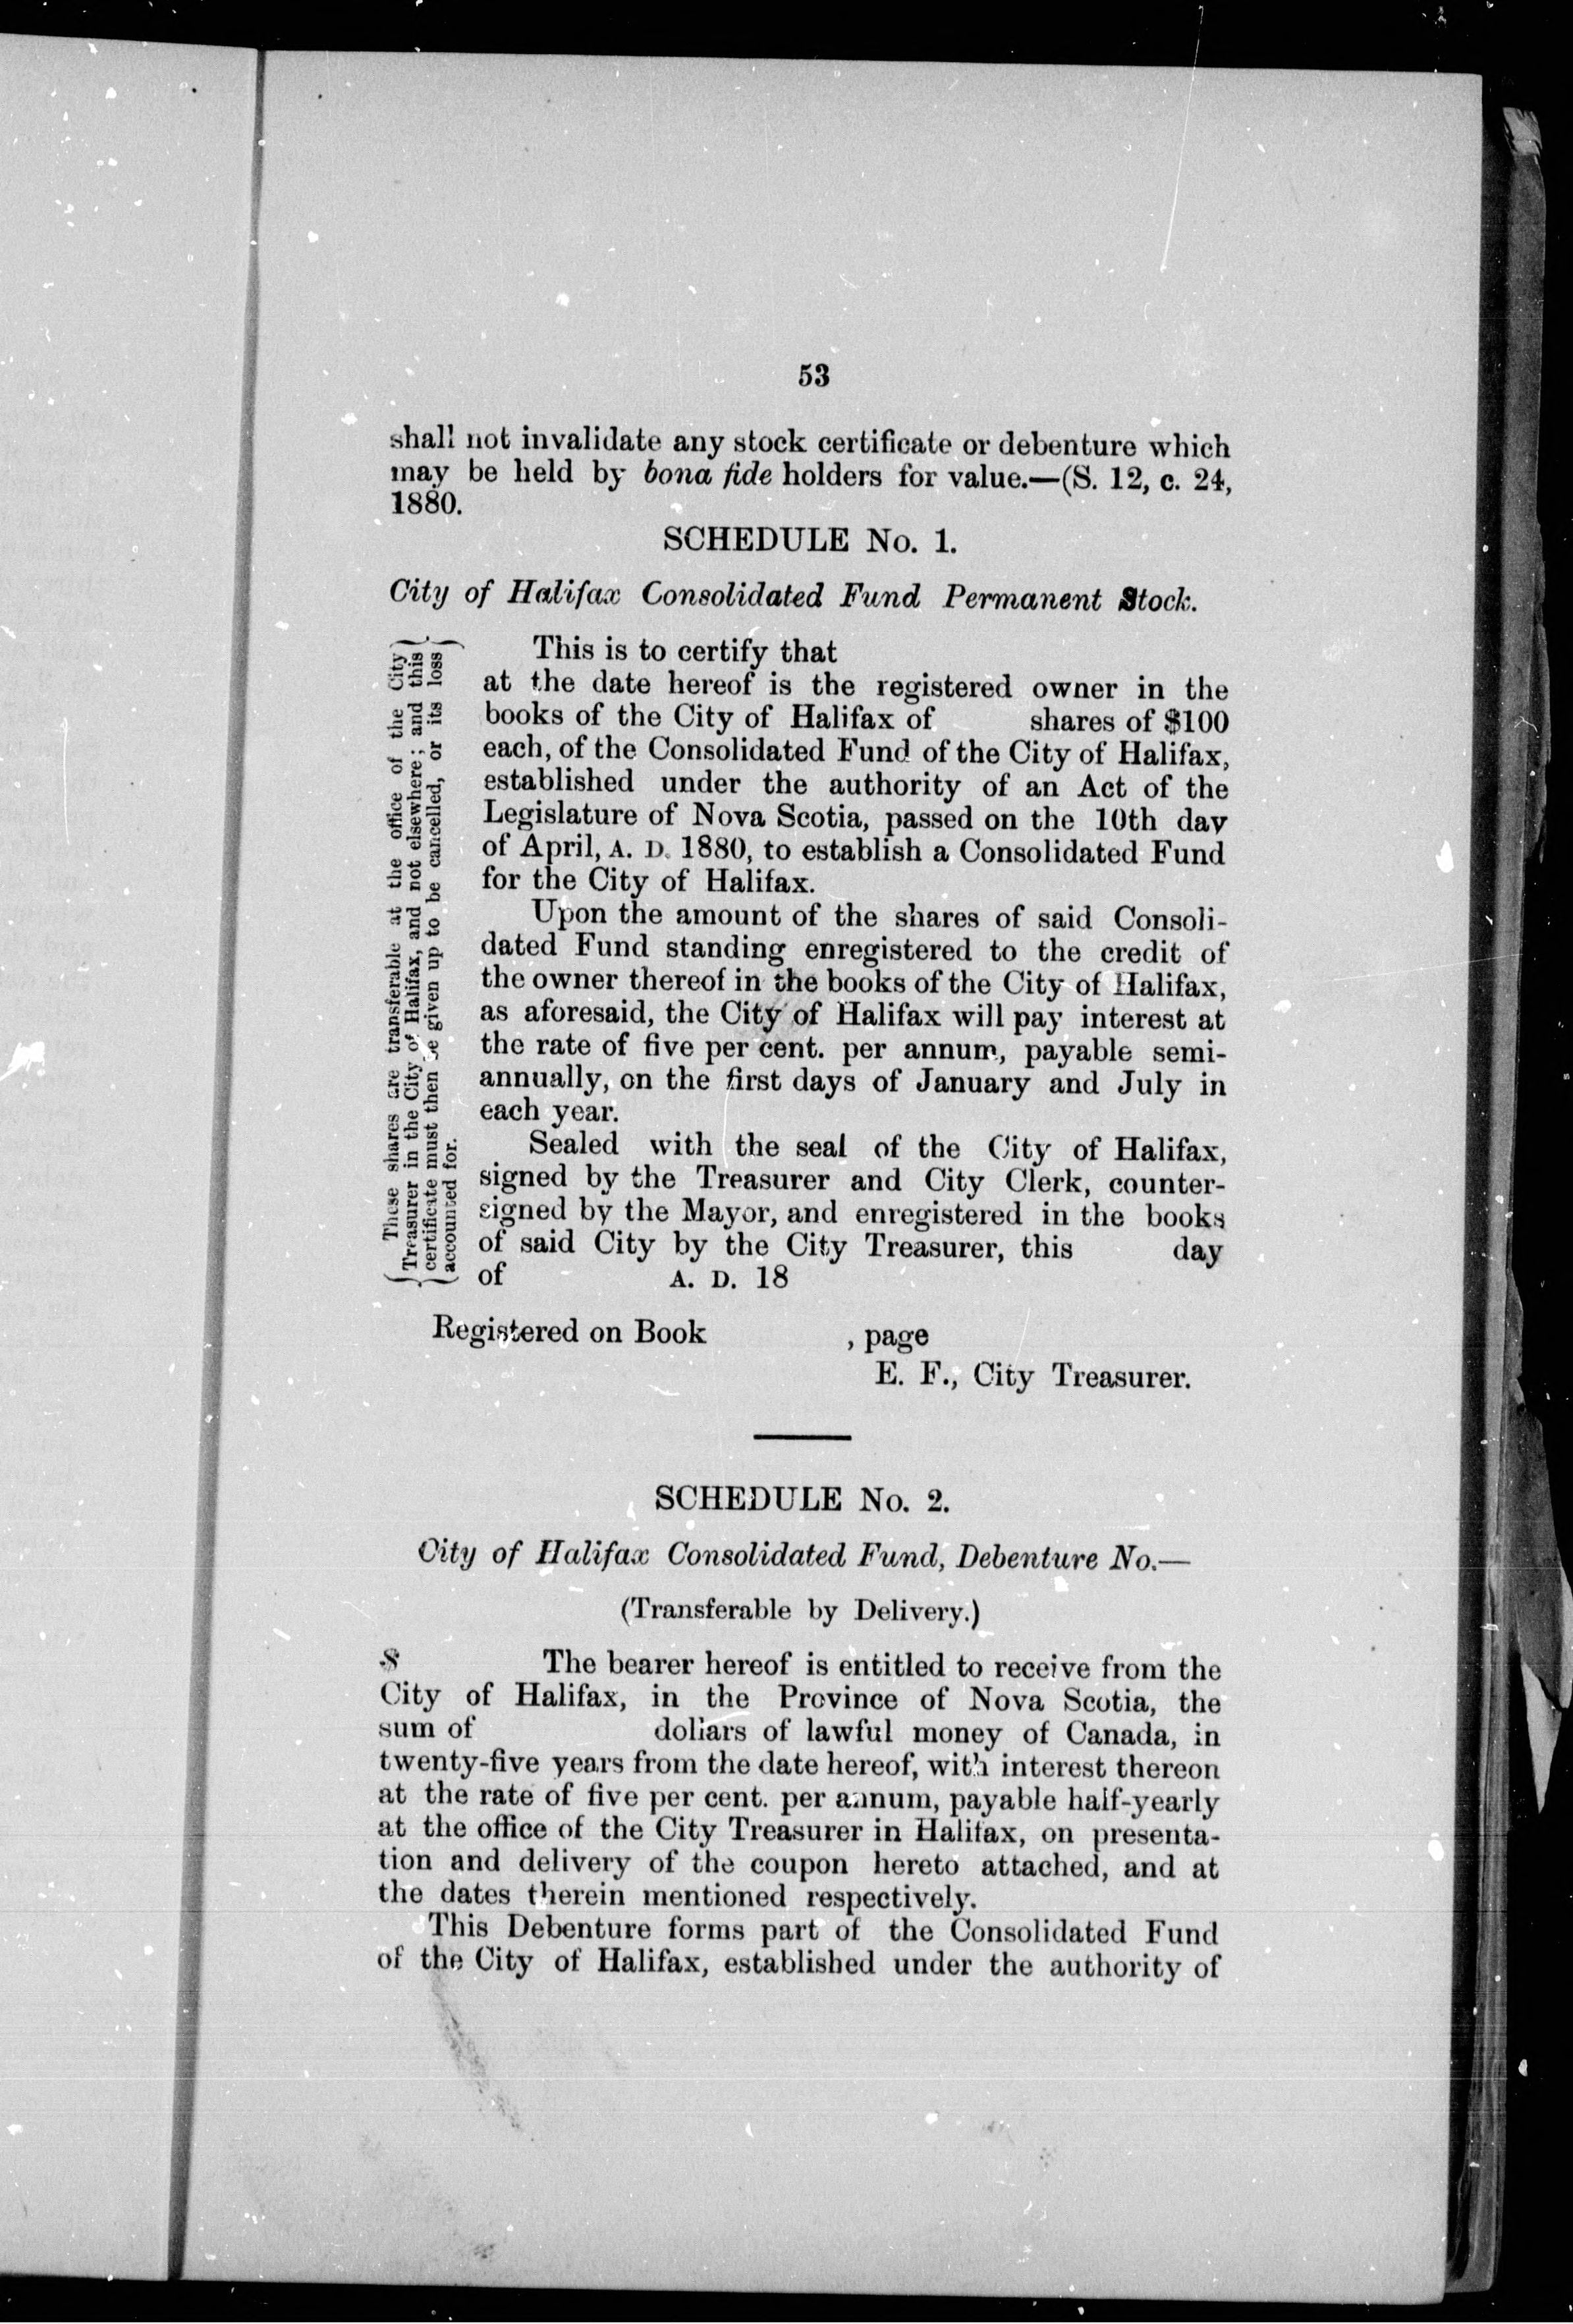 53
shall not invalidate any stock certificate or debenture which
may be held by bona fide holders for value.—(S. 12, c. 24,
1880.
SCHEDULE No. 1.
City of Halifax Consolidated Fund Permanent Stock.
These shares are transferable at the office of the City
Treasurer in the City of Halifax, and not elsewhere; and this
certificate must then be given up to be cancelled, or its loss
accounted for.
This is to certify that
at the date hereof is the registered owner in the
books of the City of Halifax of shares of $100
each, of the Consolidated Fund of the City of Halifax,
established under the authority of an Act of the
Legislature of Nova Scotia, passed on the 10th day
of April, A. D. 1880, to establish a Consolidated Fund
for the City of Halifax.
Upon the amount of the shares of said Consoli-
dated Fund standing enregistered to the credit of
the owner thereof in the books of the City of Halifax,
as aforesaid, the City of Halifax will pay interest at
the rate of five per cent. per annum, payable semi-
annually, on the first days of January and July in
each year.
Sealed with the seal of the City of Halifax,
signed by the Treasurer and City Clerk, counter-
signed by the Mayor, and enregistered in the books
of said City by the City Treasurer, this day
of A. D. 18
Registered on Book , page
E. F., City Treasurer.
SCHEDULE No. 2.
City of Halifax Consolidated Fund, Debenture No.—
(Transferable by Delivery.)
$ The bearer hereof is entitled to receive from the
City of Halifax, in the Province of Nova Scotia, the
sum of dollars of lawful money of Canada, in
twenty-five years from the date hereof, with interest thereon
at the rate of five per cent. per annum, payable half-yearly
at the office of the City Treasurer in Halifax, on presenta-
tion and delivery of the coupon hereto attached, and at
the dates therein mentioned respectively.
This Debenture forms part of the Consolidated Fund
of the City of Halifax, established under the authority of